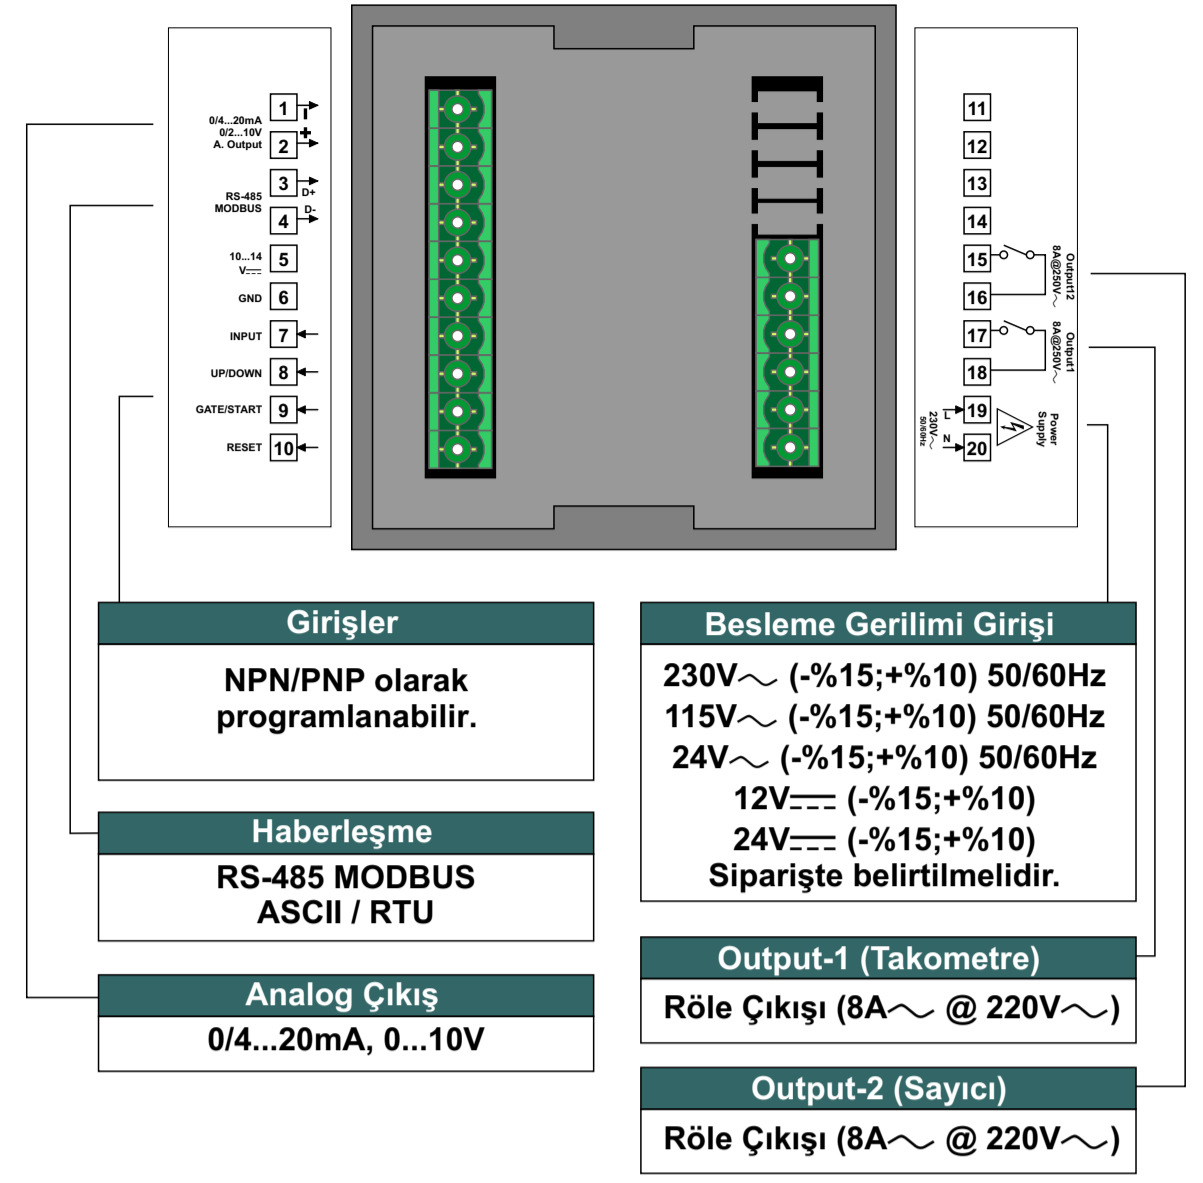 0/4...20mA
0/2...10V
A. Output
1
-
+
2
RS-485
MODBUS
3
D+
D-
4
10...14
V⎓
5
GND
6
INPUT
7
UP/DOWN
8
GATE/START
9
RESET
10
11
12
13
14
15
16
Output12
8A@250V～
17
18
Output1
8A@250V～
19
L
20
N
230V～
50/60Hz
Power
Supply
Girişler
NPN/PNP olarak
programlanabilir.
Haberleşme
RS-485 MODBUS
ASCII / RTU
Analog Çıkış
0/4...20mA, 0...10V
Besleme Gerilimi Girişi
230V～ (-%15;+%10) 50/60Hz
115V～ (-%15;+%10) 50/60Hz
24V～ (-%15;+%10) 50/60Hz
12V⎓ (-%15;+%10)
24V⎓ (-%15;+%10)
Siparişte belirtilmelidir.
Output-1 (Takometre)
Röle Çıkışı (8A～ @ 220V～)
Output-2 (Sayıcı)
Röle Çıkışı (8A～ @ 220V～)